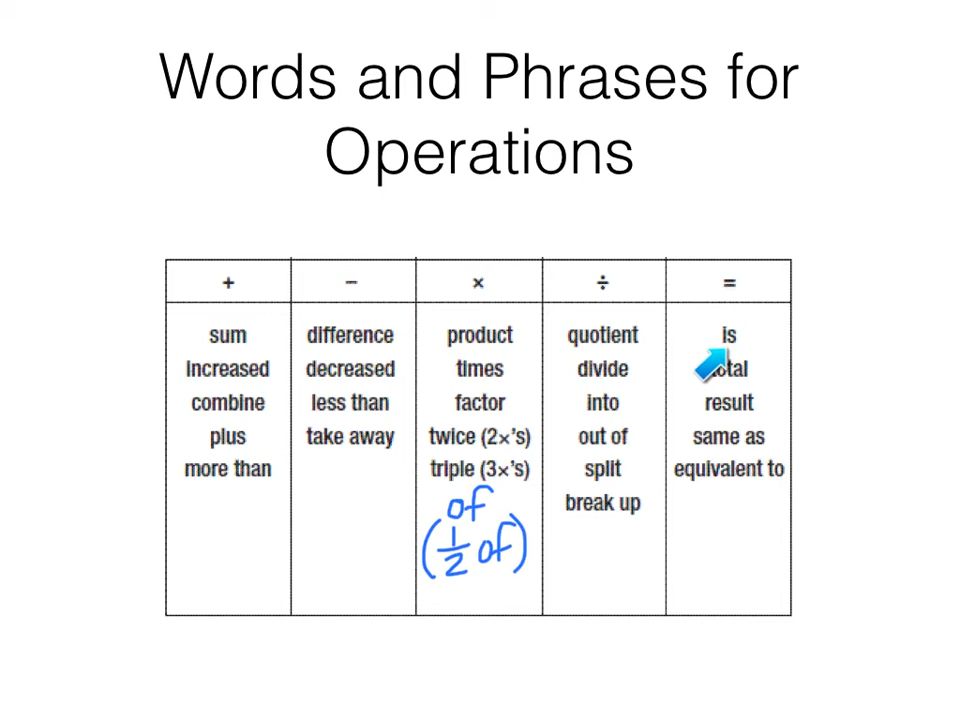 Words and Phrases for
Operations
+ − × ÷ =
sum difference product quotient is
increased decreased times divide total
combine less than factor into result
plus take away twice (2×'s) out of same as
more than triple (3×'s) split equivalent to
of break up
(1/2 of)